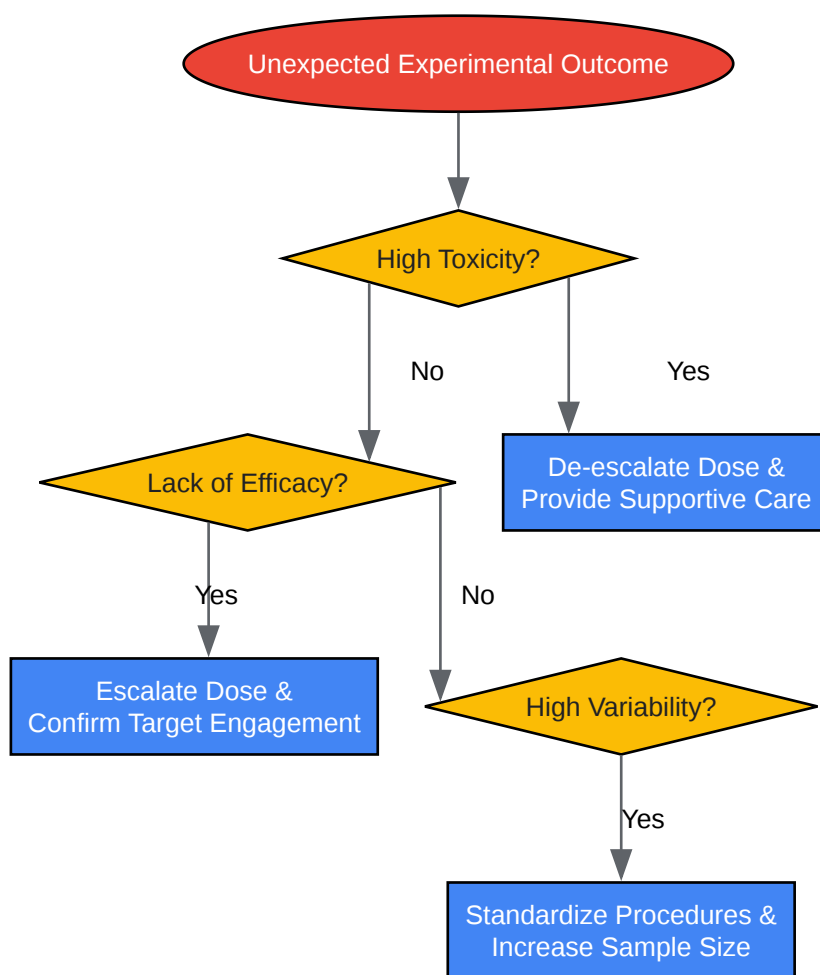 Unexpected Experimental Outcome
High Toxicity?
No
Yes
Lack of Efficacy?
De-escalate Dose &
Provide Supportive Care
Yes
No
Escalate Dose &
Confirm Target Engagement
High Variability?
Yes
Standardize Procedures &
Increase Sample Size